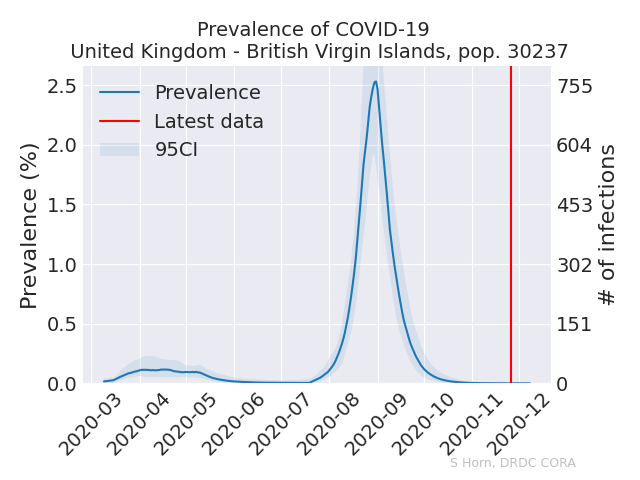 Prevalence of COVID-19
United Kingdom - British Virgin Islands, pop. 30237
Prevalence
Latest data
95CI
Prevalence (%)
2.5
2.0
1.5
1.0
0.5
0.0
755
604
453
302
151
0
# of infections
2020-03
2020-04
2020-05
2020-06
2020-07
2020-08
2020-09
2020-10
2020-11
2020-12
S Horn, DRDC CORA